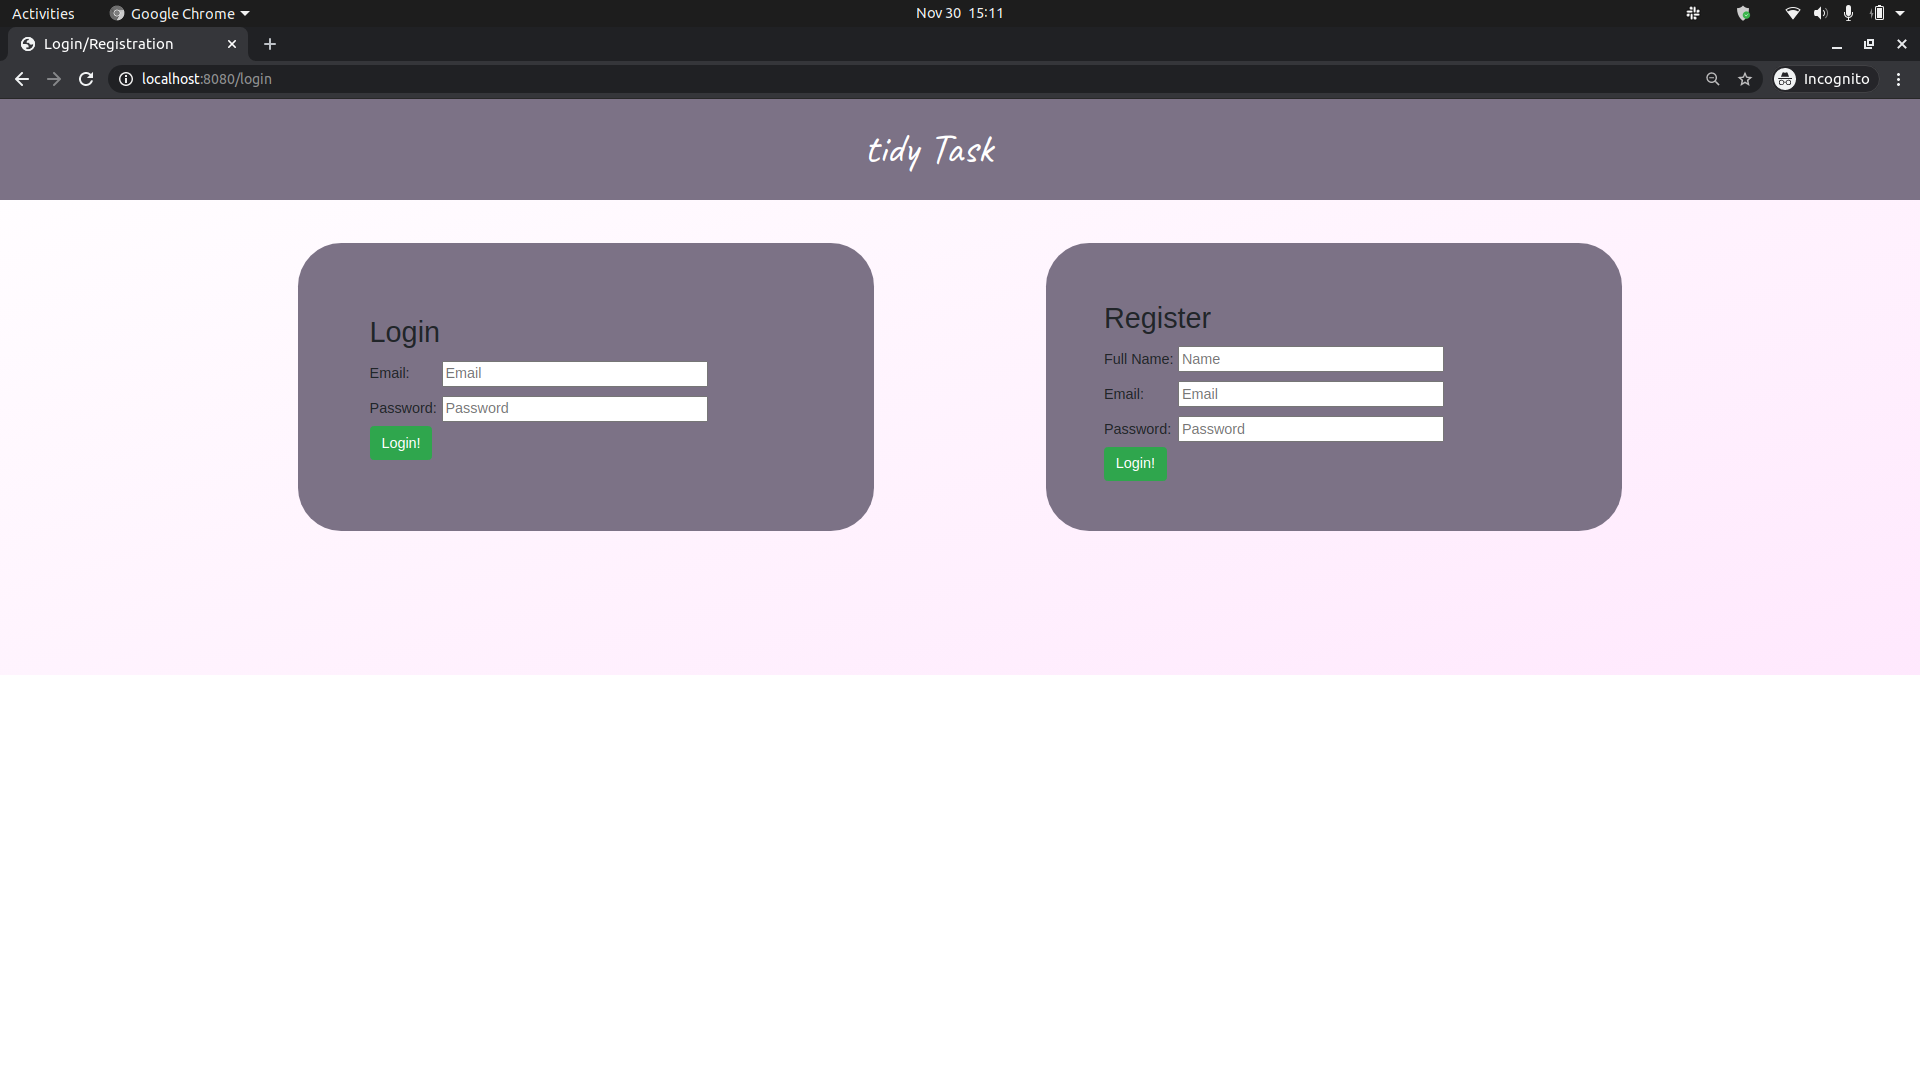 Activities Google Chrome Nov 30 15:11
Login/Registration
localhost:8080/login Incognito
tidy Task
Login
Email: Email
Password: Password
Login!
Register
Full Name: Name
Email: Email
Password: Password
Login!